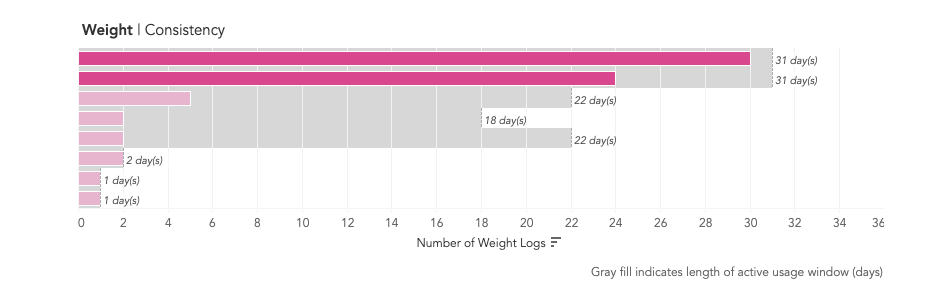 Weight | Consistency
31 day(s)
31 day(s)
22 day(s)
18 day(s)
22 day(s)
2 day(s)
1 day(s)
1 day(s)
0 2 4 6 8 10 12 14 16 18 20 22 24 26 28 30 32 34 36
Number of Weight Logs
Gray fill indicates length of active usage window (days)